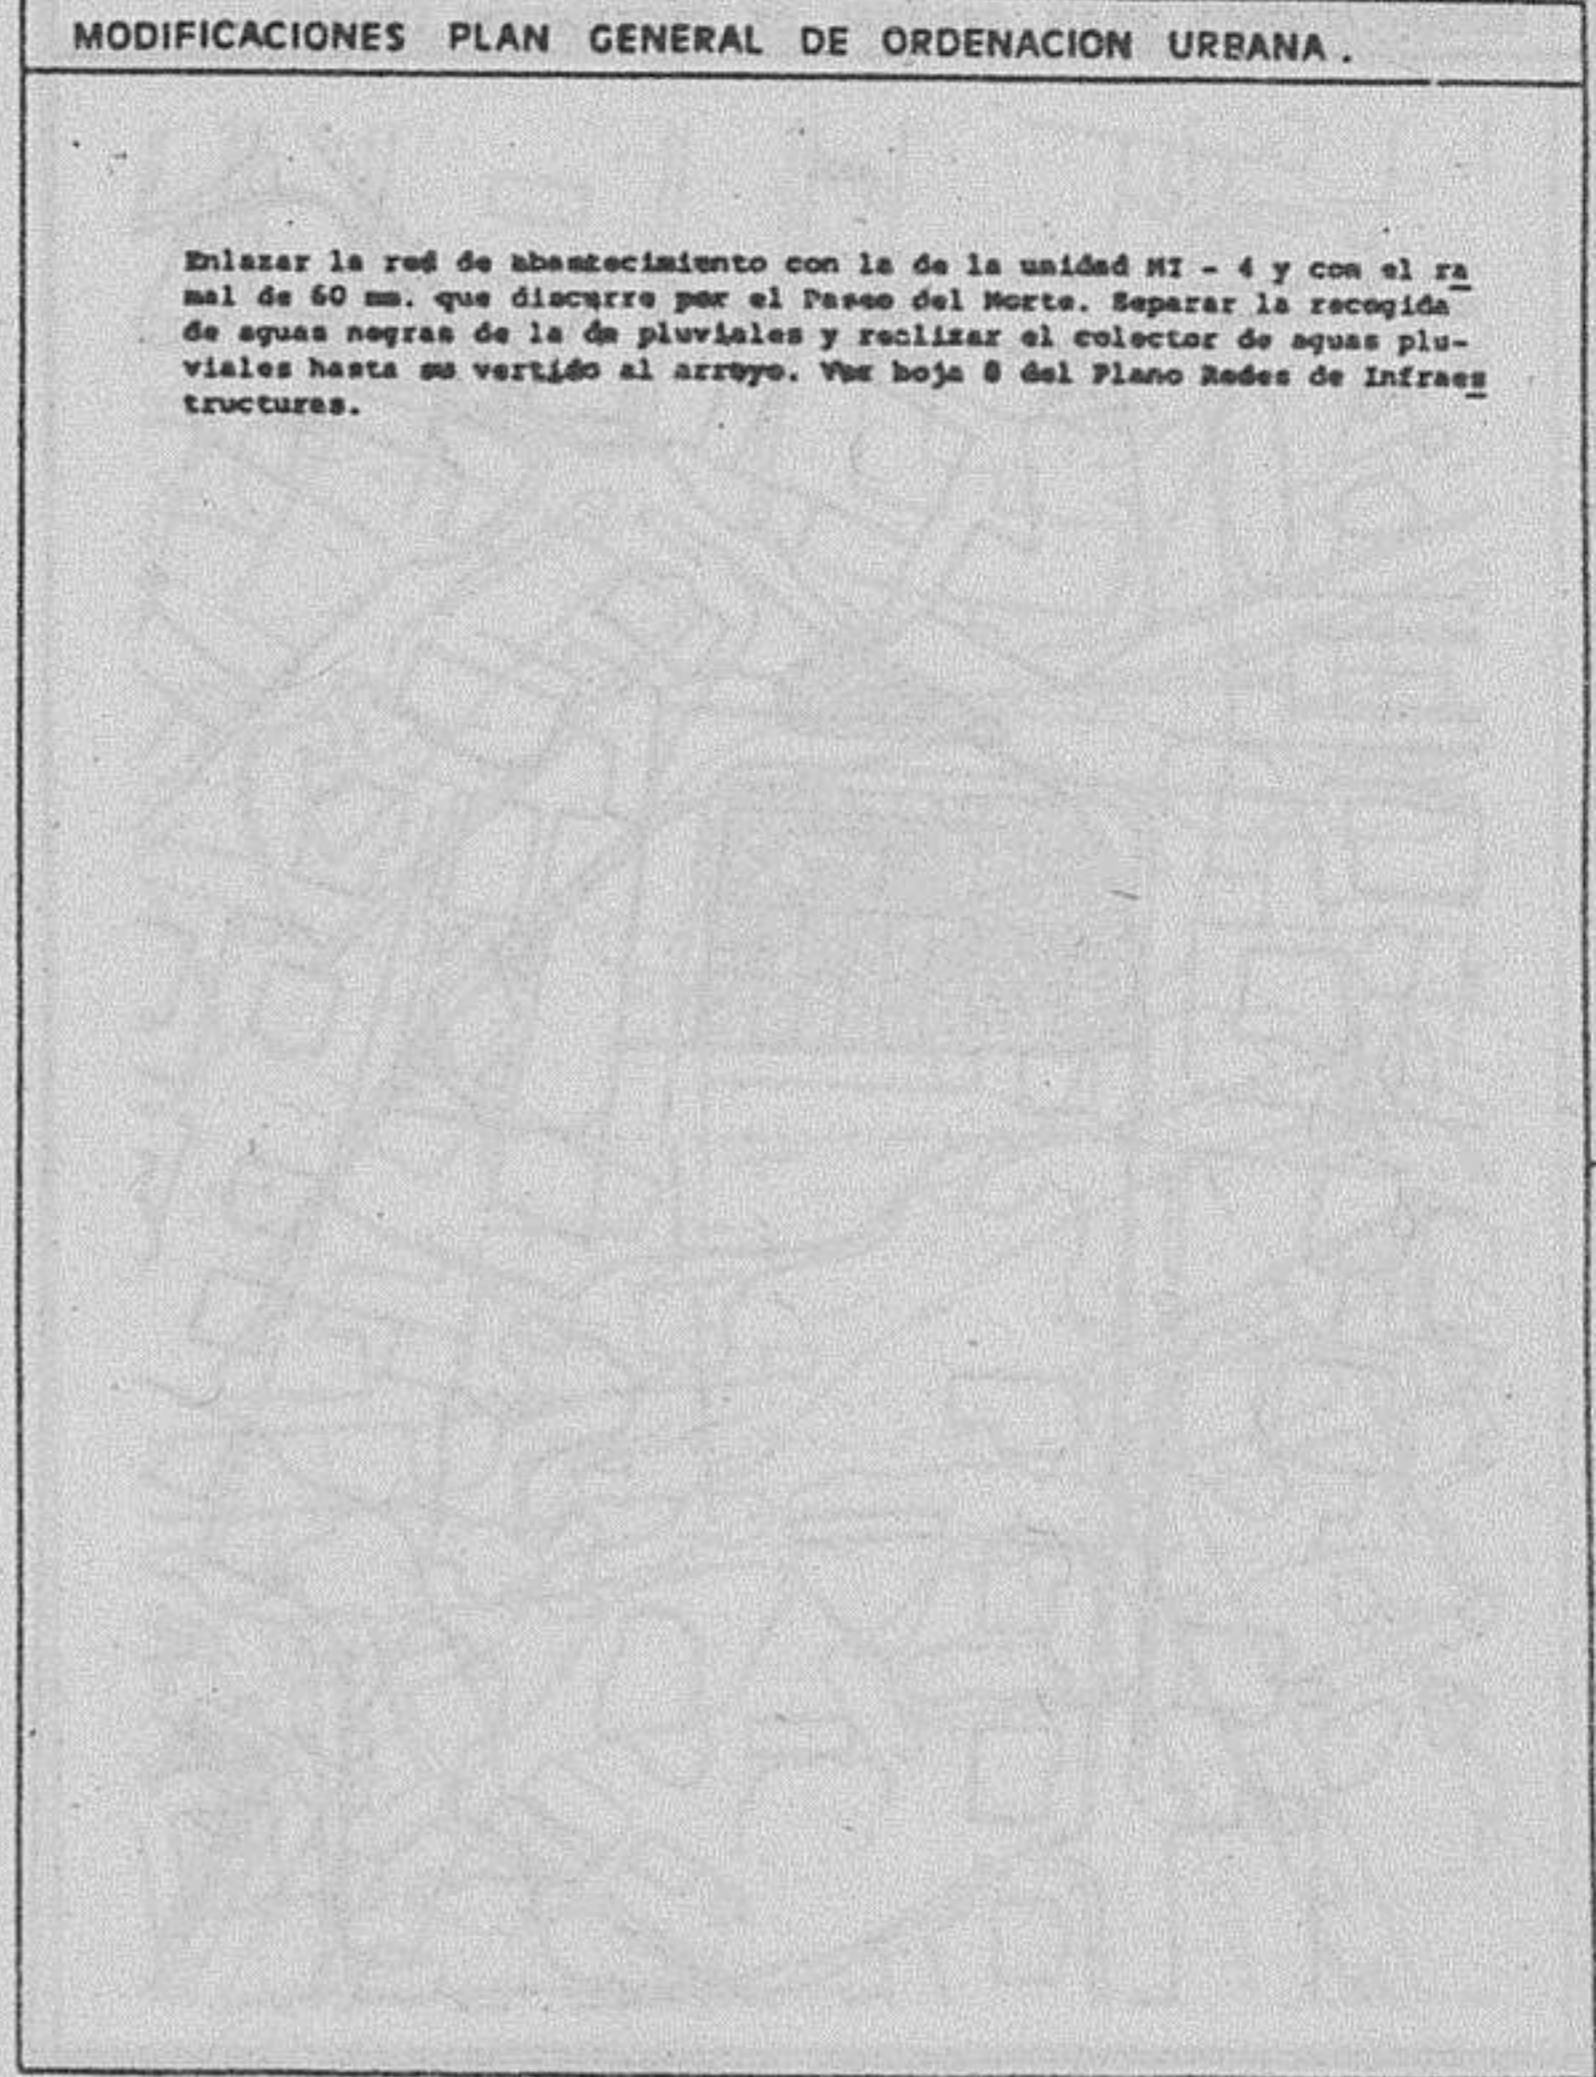 MODIFICACIONES PLAN GENERAL DE ORDENACION URBANA.
Enlazar la red de abastecimiento con la de la unidad MI - 4 y con el ra
mal de 60 mm. que discurre por el Paseo del Norte. Separar la recogida
de aguas negras de la de pluviales y realizar el colector de aguas plu-
viales hasta su vertido al arroyo. Ver hoja 8 del Plano Redes de Infraes
tructuras.